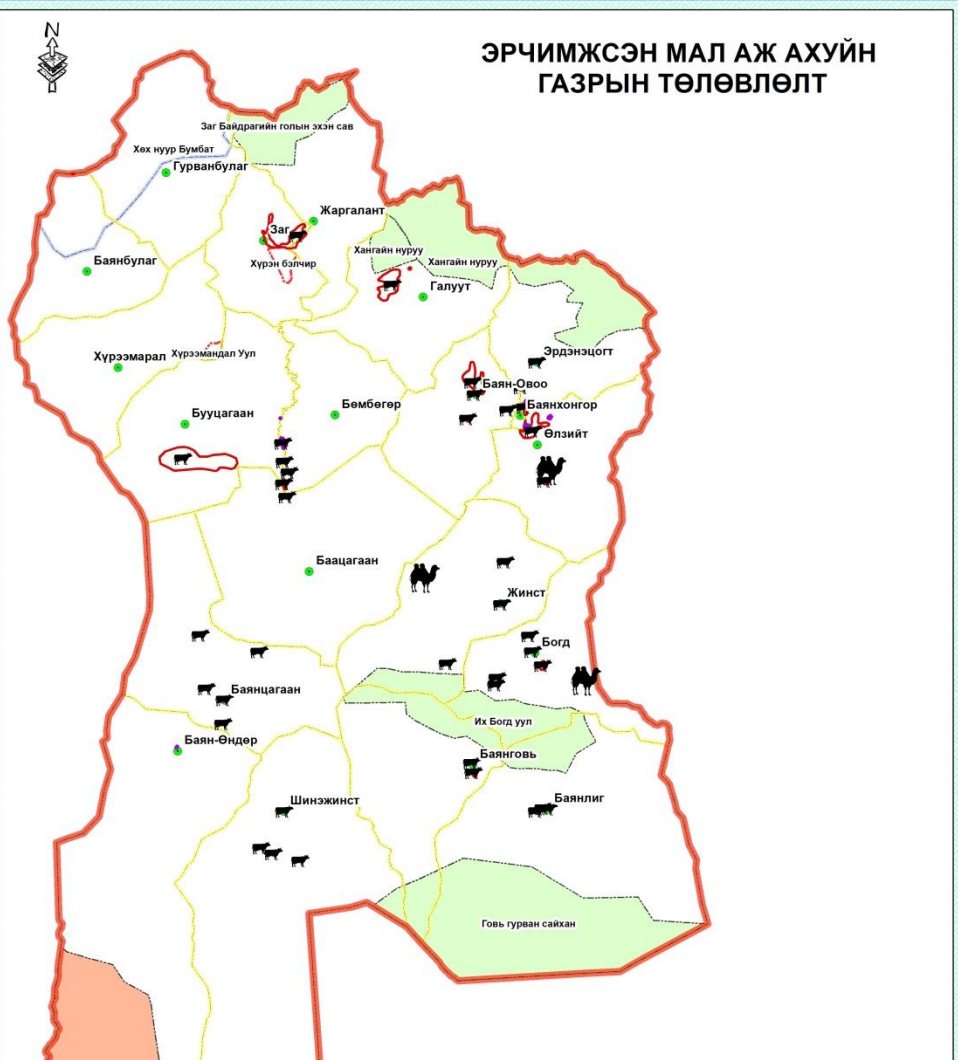 N
ЭРЧИМЖСЭН МАЛ АЖ АХУЙН
ГАЗРЫН ТӨЛӨВЛӨЛТ
Заг Байдрагийн голын эхэн сав
Хөх нуур Бумбат
Гурванбулаг
Жаргалант
Заг
Хангайн нуруу
Хангайн нуруу
Баянбулаг
Хүрэн бэлчир
Галуут
Хүрээмарал
Хүрээмандал Уул
Эрдэнэцогт
Баян-Овоо
Бууцагаан
Бөмбөгөр
Баянхонгор
Өлзийт
Баацагаан
Жинст
Богд
Баянцагаан
Их Богд уул
Баян-Өндөр
Баянговь
Шинэжинст
Баянлиг
Говь гурван сайхан